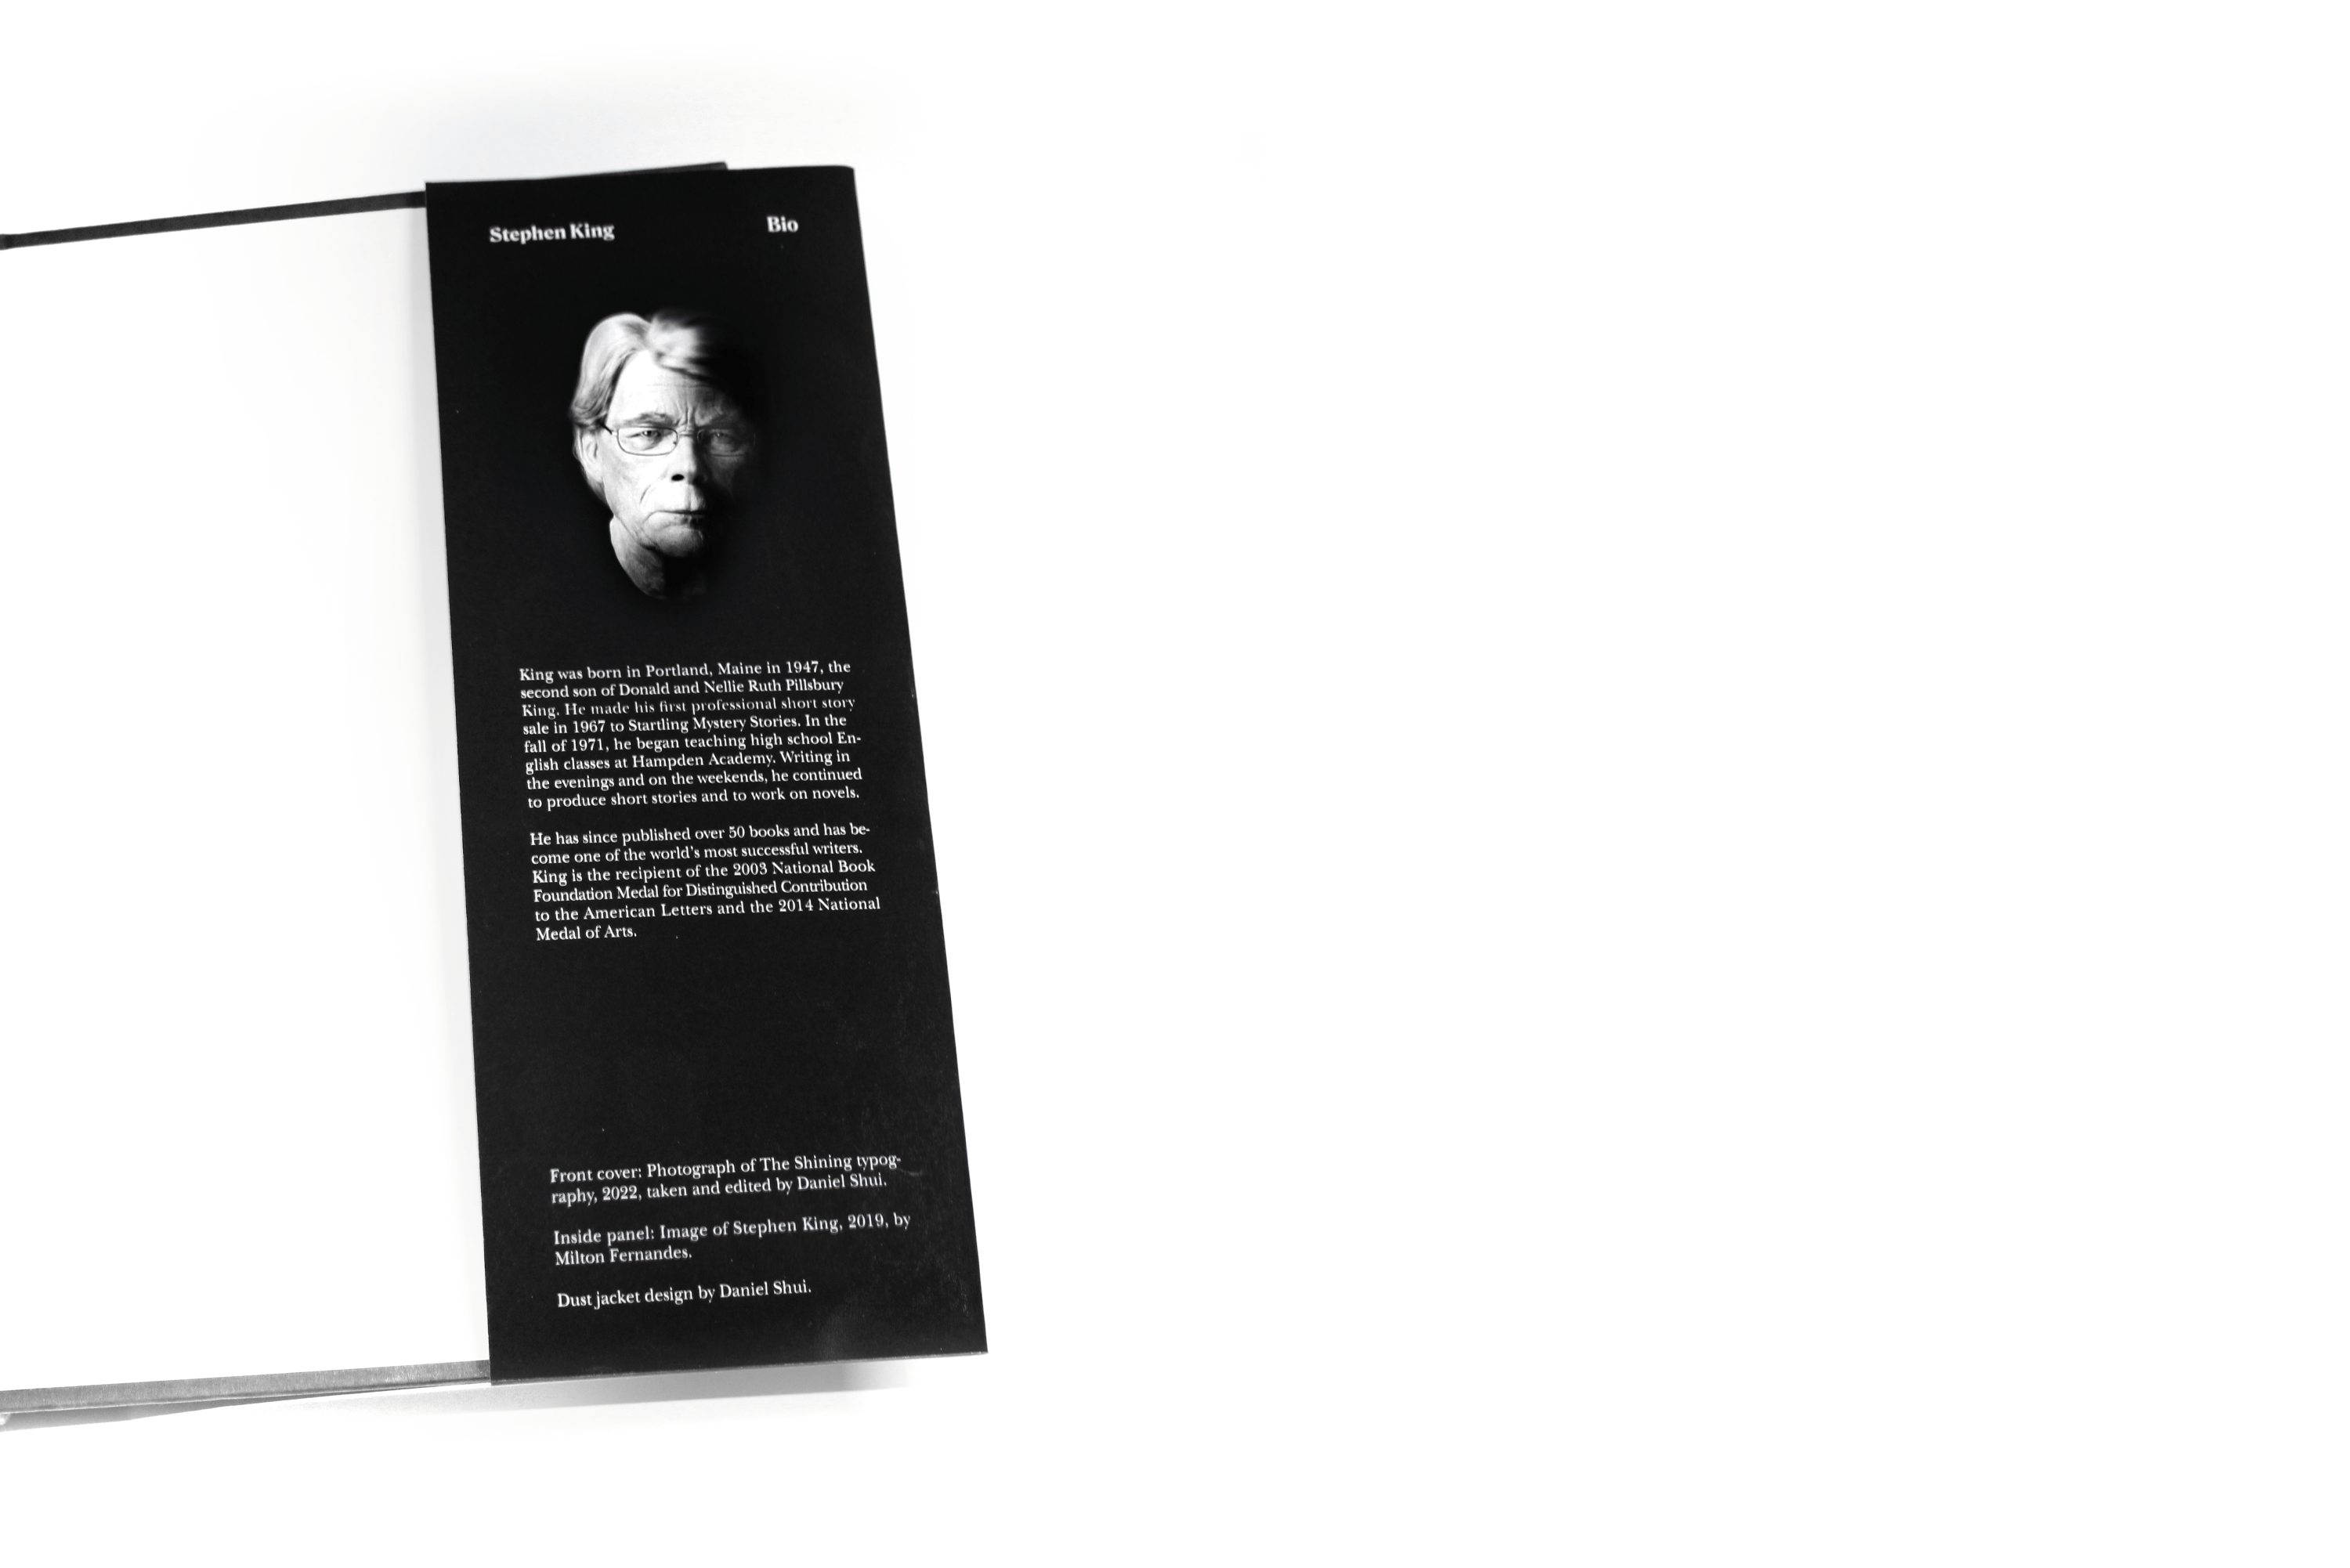 Stephen King Bio
King was born in Portland, Maine in 1947, the
second son of Donald and Nellie Ruth Pillsbury
King. He made his first professional short story
sale in 1967 to Startling Mystery Stories. In the
fall of 1971, he began teaching high school En-
glish classes at Hampden Academy. Writing in
the evenings and on the weekends, he continued
to produce short stories and to work on novels.
He has since published over 50 books and has be-
come one of the world's most successful writers.
King is the recipient of the 2003 National Book
Foundation Medal for Distinguished Contribution
to the American Letters and the 2014 National
Medal of Arts.
Front cover: Photograph of The Shining typog-
raphy, 2022, taken and edited by Daniel Shui.
Inside panel: Image of Stephen King, 2019, by
Milton Fernandes.
Dust jacket design by Daniel Shui.